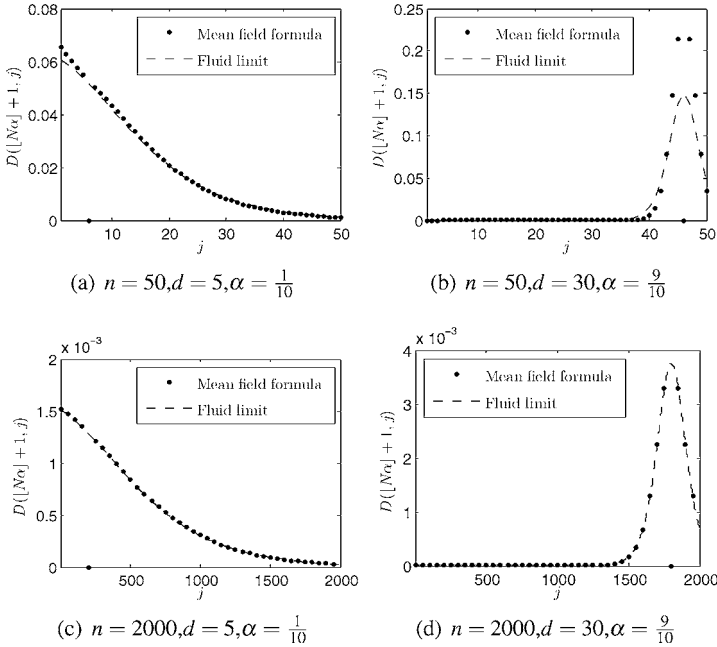 0.08
0.06
0.04
0.02
0
D(⌊Nα⌋ + 1, j)
Mean field formula
Fluid limit
10 20 30 40 50
j
(a) n = 50,d = 5,α = 1/10
0.25
0.2
0.15
0.1
0.05
0
D(⌊Nα⌋ + 1, j)
Mean field formula
Fluid limit
10 20 30 40 50
j
(b) n = 50,d = 30,α = 9/10
x 10⁻³
2
1.5
1
0.5
0
D(⌊Nα⌋ + 1, j)
Mean field formula
Fluid limit
500 1000 1500 2000
j
(c) n = 2000,d = 5,α = 1/10
x 10⁻³
4
3
2
1
0
D(⌊Nα⌋ + 1, j)
Mean field formula
Fluid limit
500 1000 1500 2000
j
(d) n = 2000,d = 30,α = 9/10